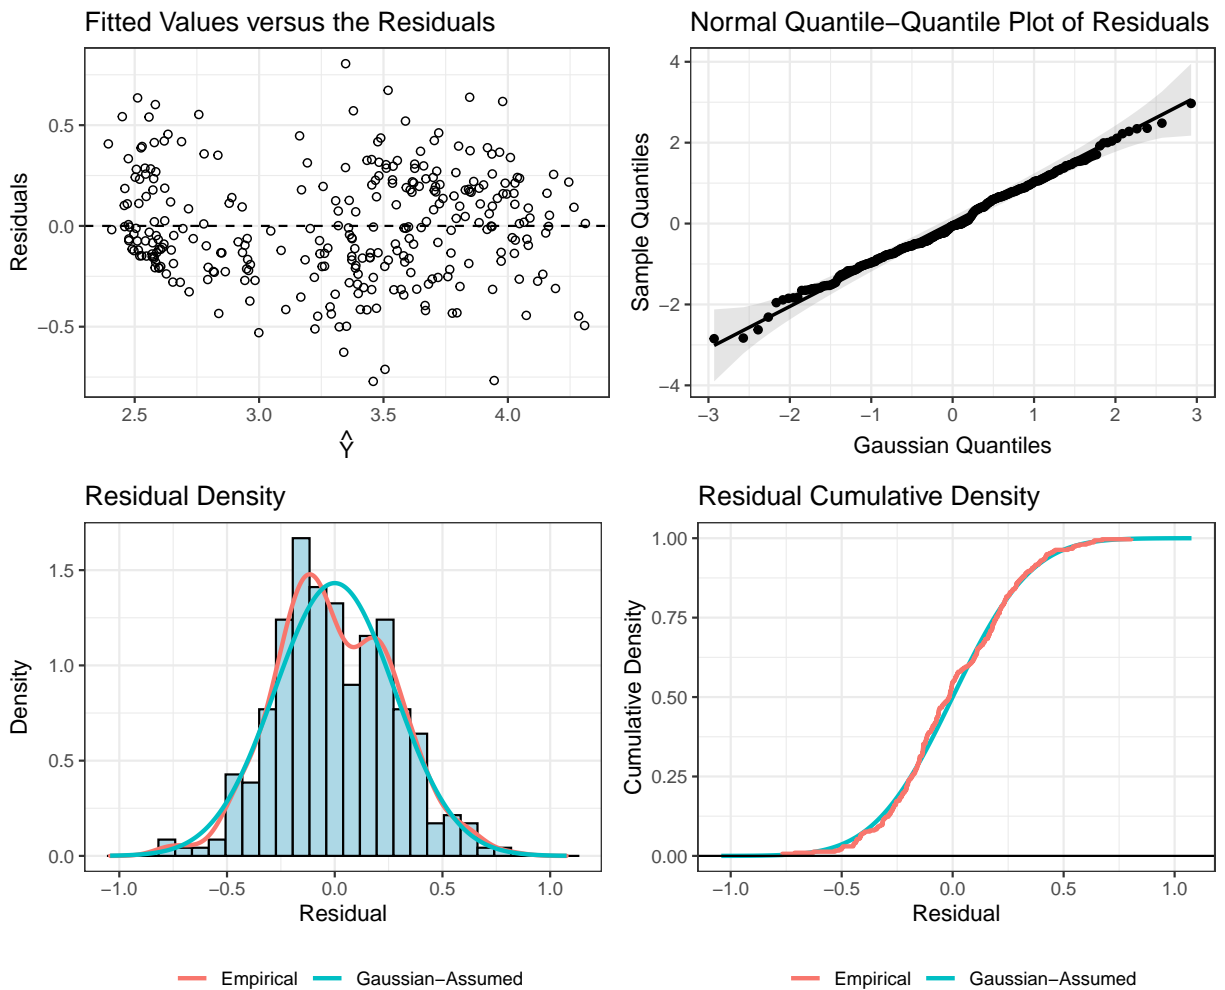 Fitted Values versus the Residuals
Residuals
0.5
0.0
−0.5
2.5 3.0 3.5 4.0
^
Y
Normal Quantile−Quantile Plot of Residuals
Sample Quantiles
4
2
0
−2
−4
−3 −2 −1 0 1 2 3
Gaussian Quantiles
Residual Density
Density
1.5
1.0
0.5
0.0
−1.0 −0.5 0.0 0.5 1.0
Residual
Empirical Gaussian−Assumed
Residual Cumulative Density
Cumulative Density
1.00
0.75
0.50
0.25
0.00
−1.0 −0.5 0.0 0.5 1.0
Residual
Empirical Gaussian−Assumed